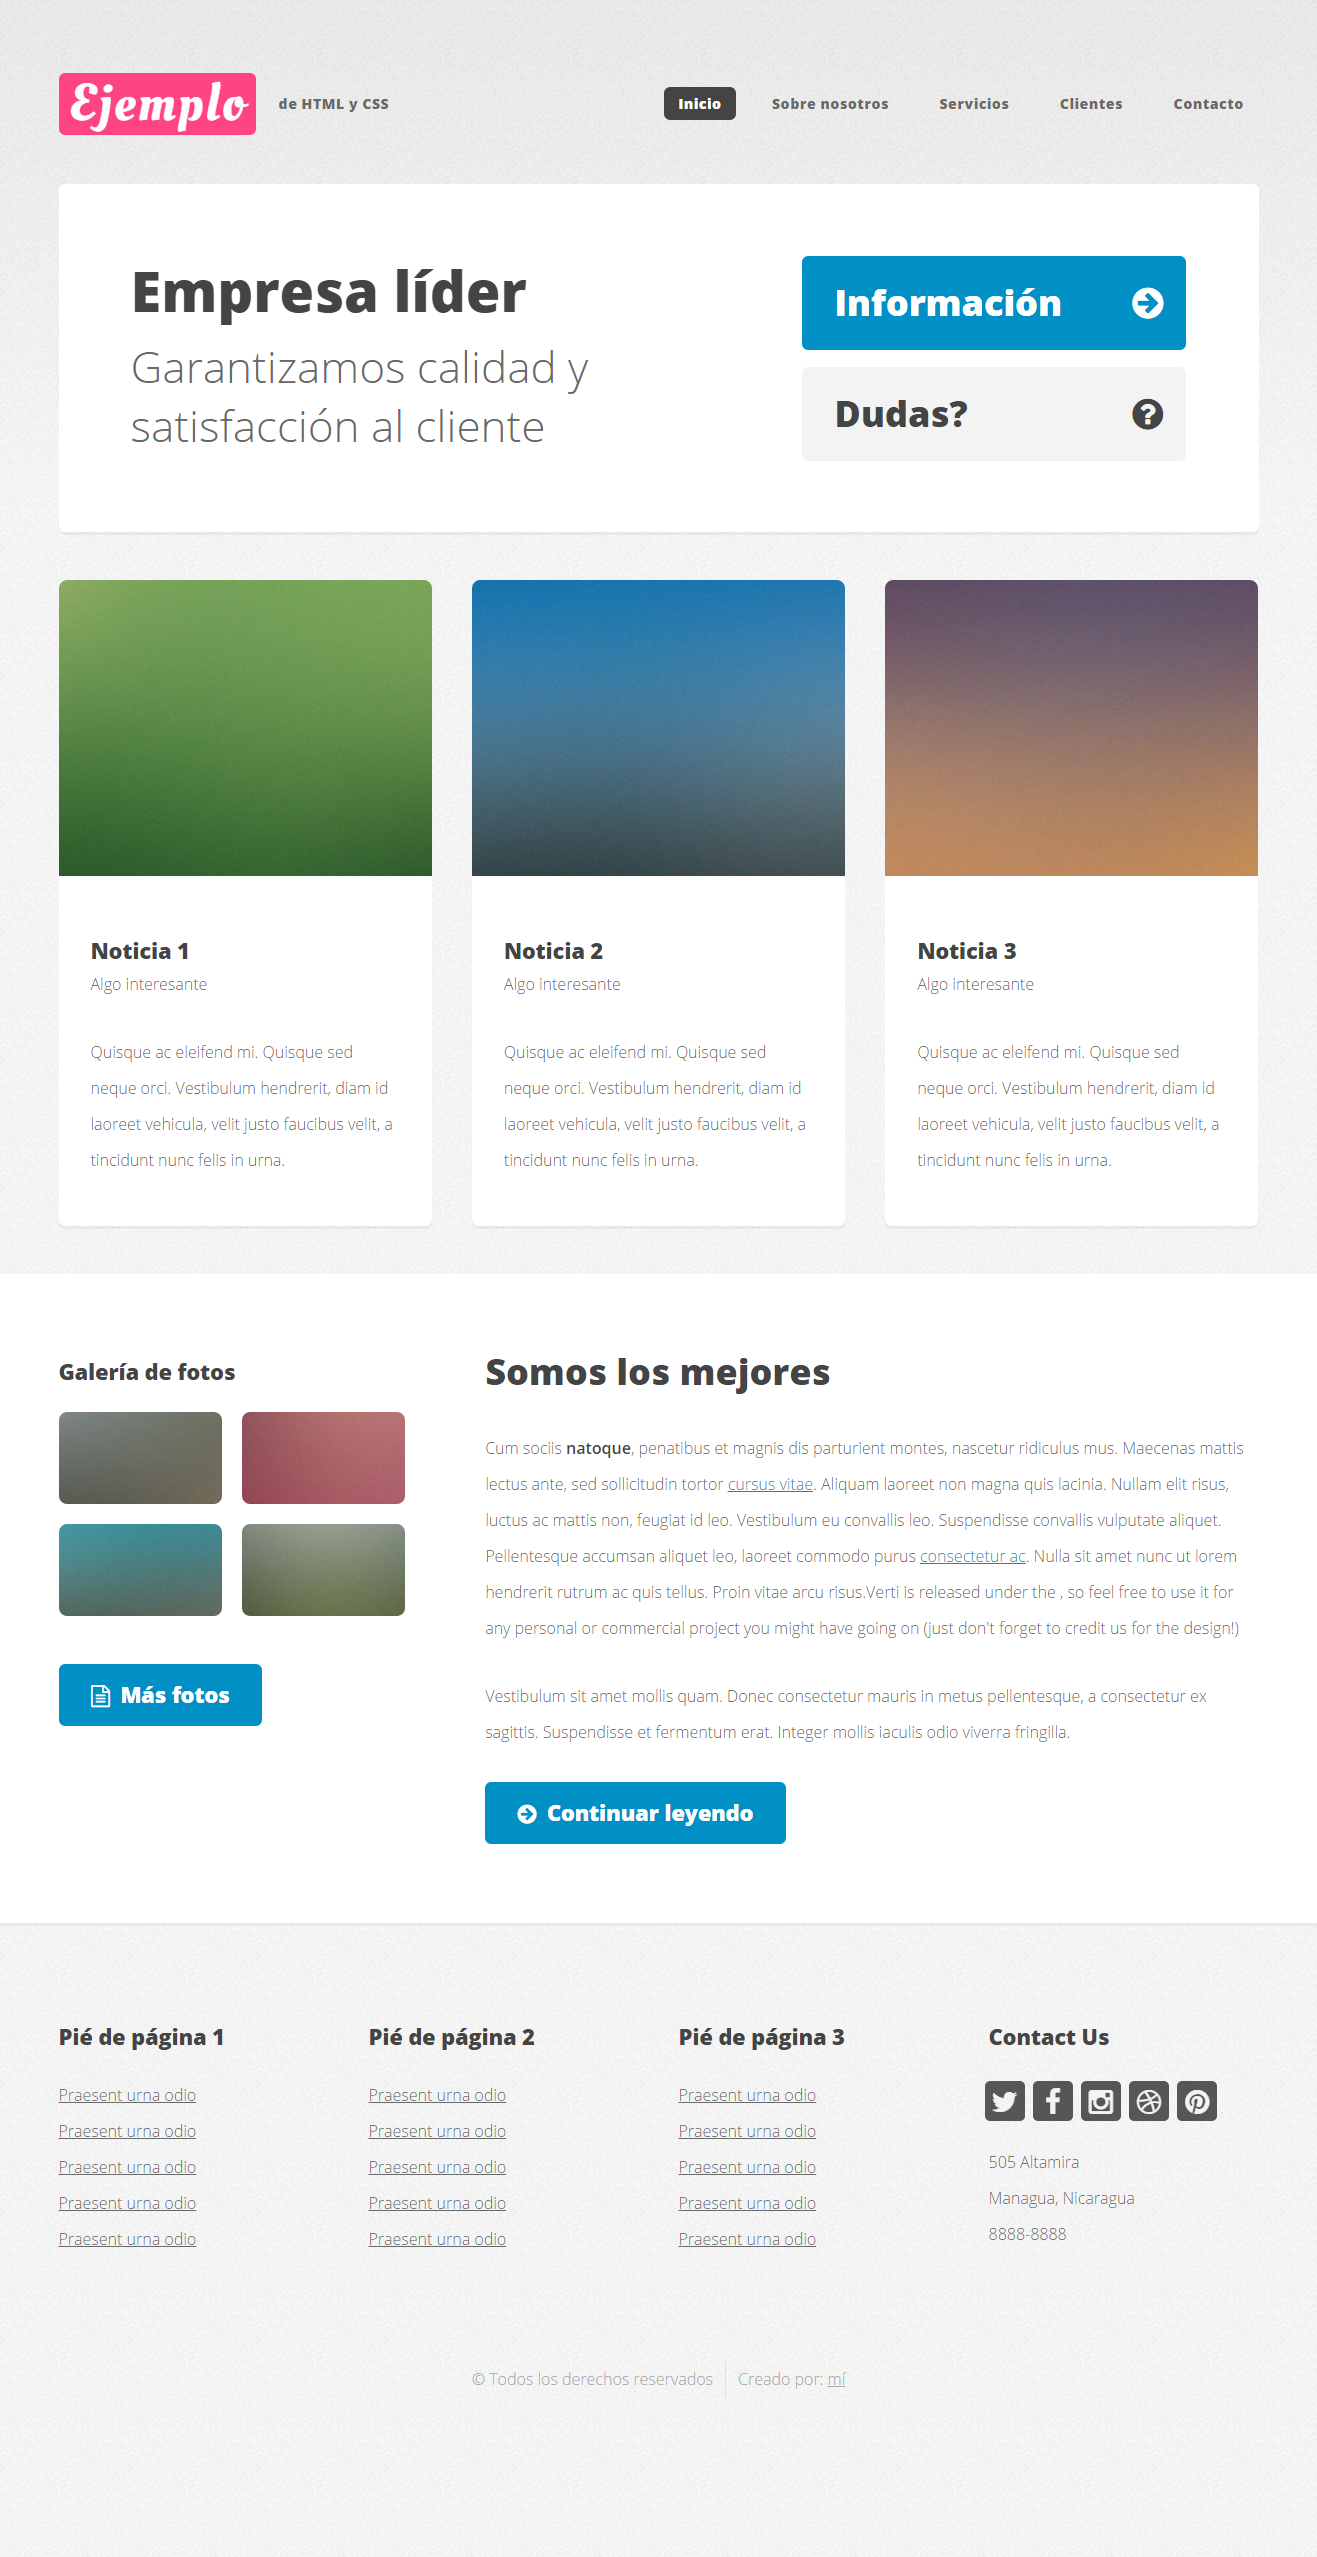 Ejemplo
de HTML y CSS
Inicio
Sobre nosotros
Servicios
Clientes
Contacto
Empresa líder
Garantizamos calidad y
satisfacción al cliente
Información
Dudas?
Noticia 1
Algo interesante
Quisque ac eleifend mi. Quisque sed
neque orci. Vestibulum hendrerit, diam id
laoreet vehicula, velit justo faucibus velit, a
tincidunt nunc felis in urna.
Noticia 2
Algo interesante
Quisque ac eleifend mi. Quisque sed
neque orci. Vestibulum hendrerit, diam id
laoreet vehicula, velit justo faucibus velit, a
tincidunt nunc felis in urna.
Noticia 3
Algo interesante
Quisque ac eleifend mi. Quisque sed
neque orci. Vestibulum hendrerit, diam id
laoreet vehicula, velit justo faucibus velit, a
tincidunt nunc felis in urna.
Galería de fotos
Más fotos
Somos los mejores
Cum sociis natoque, penatibus et magnis dis parturient montes, nascetur ridiculus mus. Maecenas mattis
lectus ante, sed sollicitudin tortor cursus vitae. Aliquam laoreet non magna quis lacinia. Nullam elit risus,
luctus ac mattis non, feugiat id leo. Vestibulum eu convallis leo. Suspendisse convallis vulputate aliquet.
Pellentesque accumsan aliquet leo, laoreet commodo purus consectetur ac. Nulla sit amet nunc ut lorem
hendrerit rutrum ac quis tellus. Proin vitae arcu risus.Verti is released under the , so feel free to use it for
any personal or commercial project you might have going on (just don't forget to credit us for the design!)
Vestibulum sit amet mollis quam. Donec consectetur mauris in metus pellentesque, a consectetur ex
sagittis. Suspendisse et fermentum erat. Integer mollis iaculis odio viverra fringilla.
Continuar leyendo
Pié de página 1
Praesent urna odio
Praesent urna odio
Praesent urna odio
Praesent urna odio
Praesent urna odio
Pié de página 2
Praesent urna odio
Praesent urna odio
Praesent urna odio
Praesent urna odio
Praesent urna odio
Pié de página 3
Praesent urna odio
Praesent urna odio
Praesent urna odio
Praesent urna odio
Praesent urna odio
Contact Us
505 Altamira
Managua, Nicaragua
8888-8888
© Todos los derechos reservados
Creado por: mí